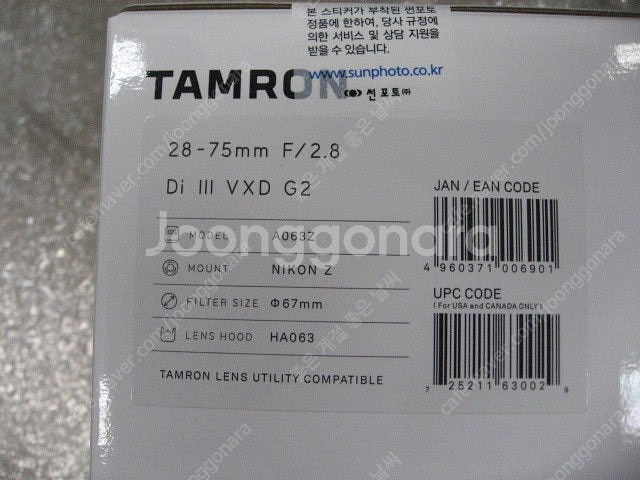 본 스티커가 부착된 썬포토
정품에 한하여, 당사 규정에
의한 서비스 및 상담 지원을
받을 수 있습니다.
www.sunphoto.co.kr
TAMRON
썬포토㈜
28-75mm F/2.8
Di III VXD G2
MODEL A063Z
MOUNT NIKON Z
FILTER SIZE Φ67mm
LENS HOOD HA063
TAMRON LENS UTILITY COMPATIBLE
JAN / EAN CODE
4 960371 006901
UPC CODE
(For USA and CANADA ONLY)
7 25211 63002 9
Joonggonara